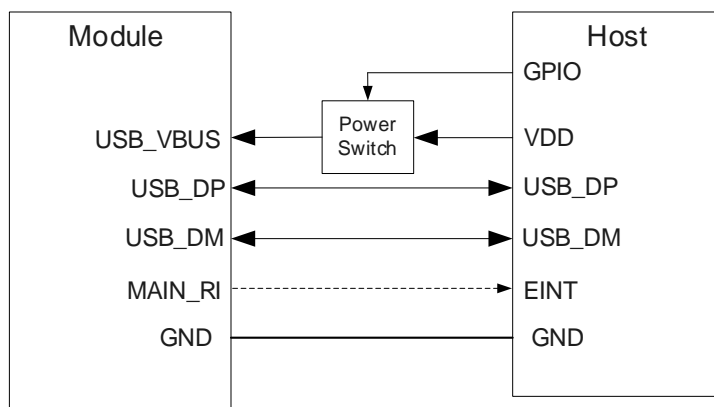 Module
Host
GPIO
Power
Switch
USB_VBUS
VDD
USB_DP
USB_DP
USB_DM
USB_DM
MAIN_RI
EINT
GND
GND